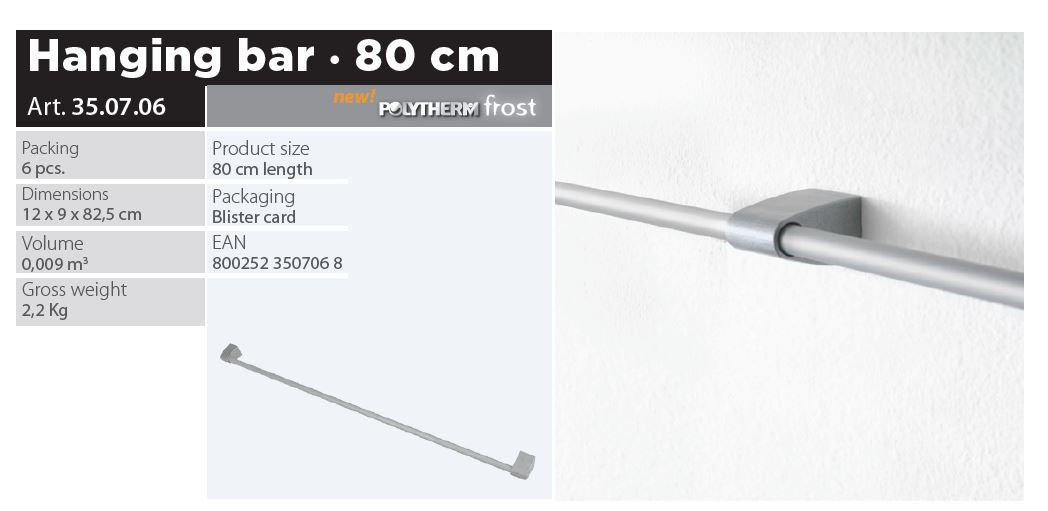 Hanging bar · 80 cm
Art. 35.07.06
new! POLYTHERM frost
Packing
6 pcs.
Dimensions
12 x 9 x 82,5 cm
Volume
0,009 m³
Gross weight
2,2 Kg
Product size
80 cm length
Packaging
Blister card
EAN
800252 350706 8